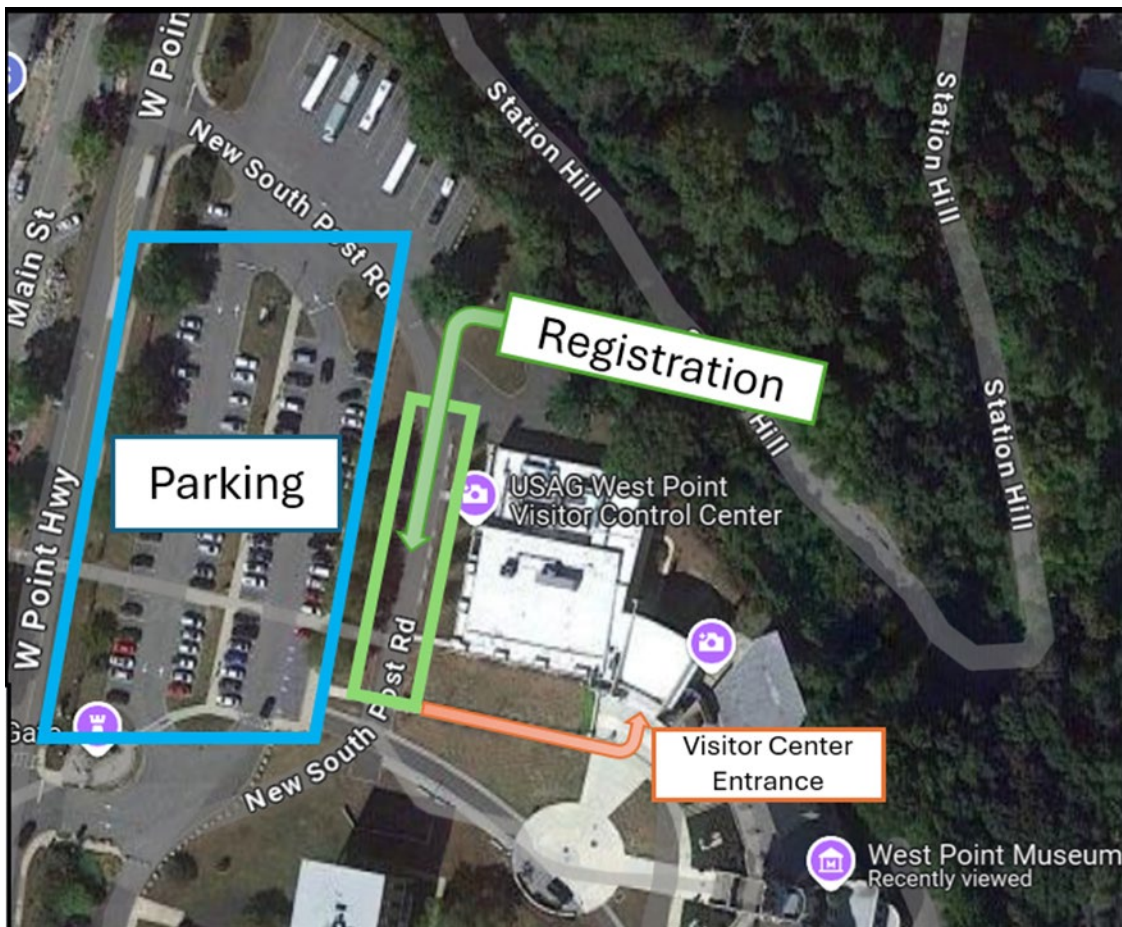 W Poin
New South Post Rd
Main St
Station Hill
Station Hill
Registration
Hill
Station Hill
Parking
USAG West Point
Visitor Control Center
W Point Hwy
Post Rd
New South
Visitor Center
Entrance
West Point Museum
Recently viewed